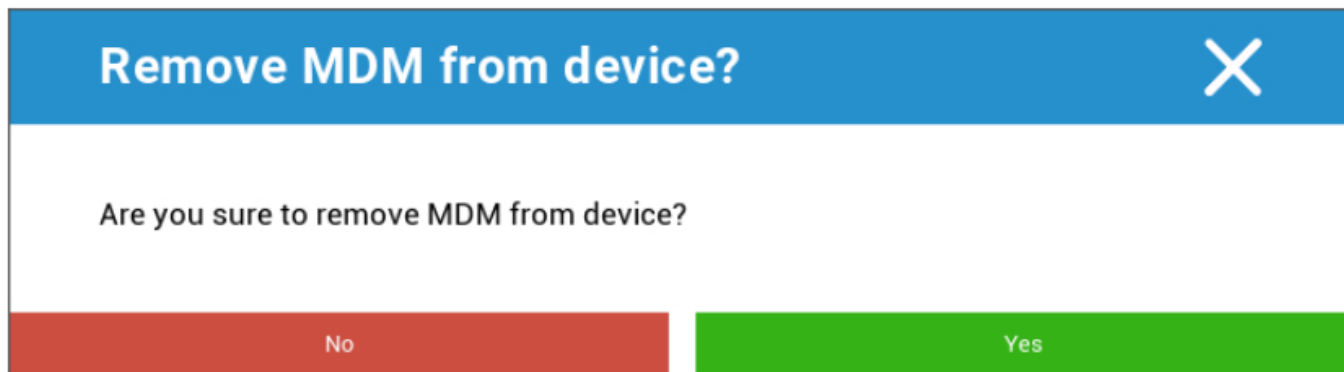 Remove MDM from device?
Are you sure to remove MDM from device?
No
Yes